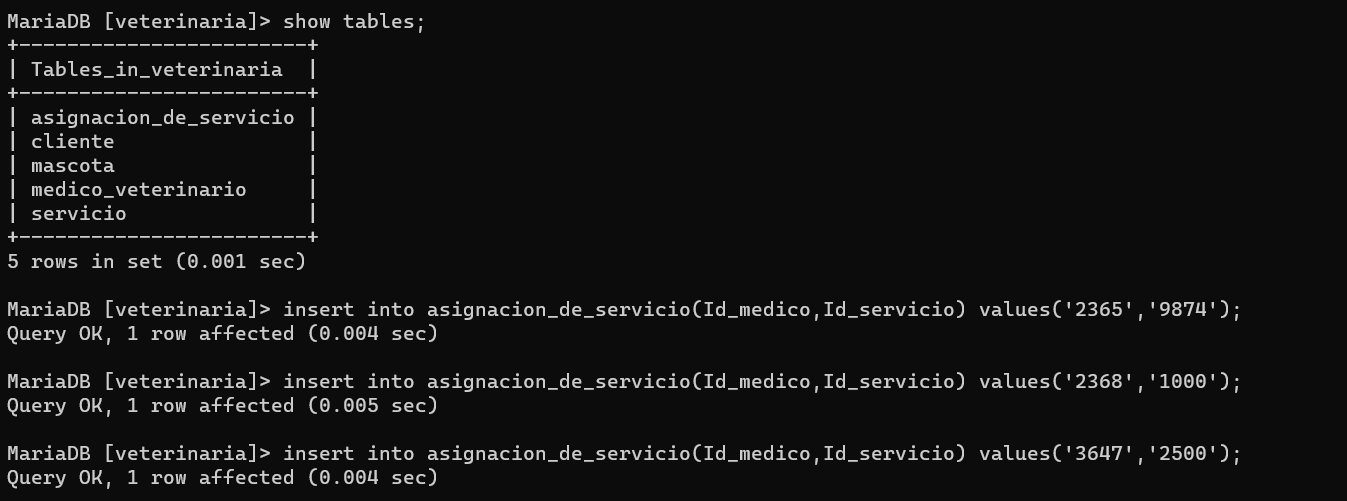 MariaDB [veterinaria]> show tables;
+------------------------+
| Tables_in_veterinaria  |
+------------------------+
| asignacion_de_servicio |
| cliente                |
| mascota                |
| medico_veterinario     |
| servicio               |
+------------------------+
5 rows in set (0.001 sec)

MariaDB [veterinaria]> insert into asignacion_de_servicio(Id_medico,Id_servicio) values('2365','9874');
Query OK, 1 row affected (0.004 sec)

MariaDB [veterinaria]> insert into asignacion_de_servicio(Id_medico,Id_servicio) values('2368','1000');
Query OK, 1 row affected (0.005 sec)

MariaDB [veterinaria]> insert into asignacion_de_servicio(Id_medico,Id_servicio) values('3647','2500');
Query OK, 1 row affected (0.004 sec)